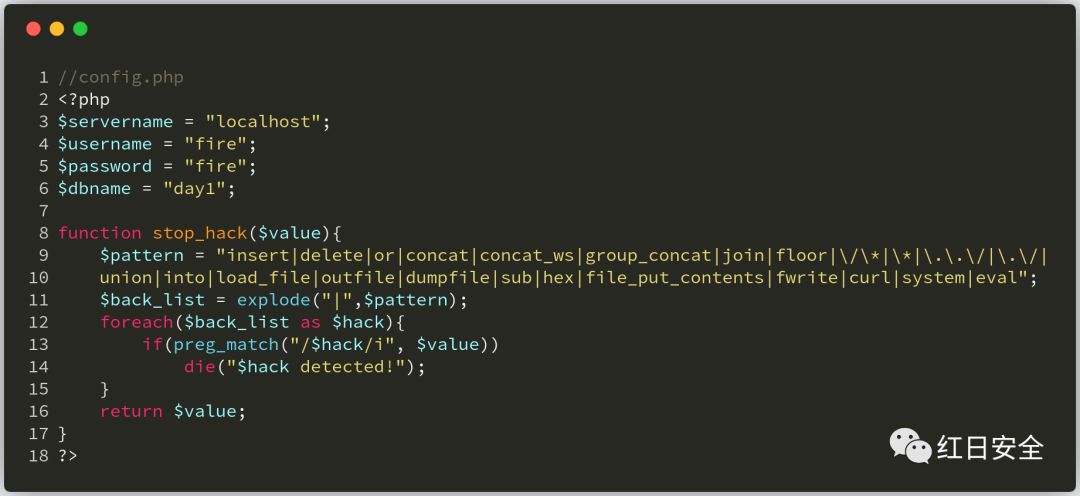 1 //config.php
2 <?php
3 $servername = "localhost";
4 $username = "fire";
5 $password = "fire";
6 $dbname = "day1";
7
8 function stop_hack($value){
9     $pattern = "insert|delete|or|concat|concat_ws|group_concat|join|floor|\/\*|\*|\.\.\/|\.\/|
10     union|into|load_file|outfile|dumpfile|sub|hex|file_put_contents|fwrite|curl|system|eval";
11     $back_list = explode("|",$pattern);
12     foreach($back_list as $hack){
13         if(preg_match("/$hack/i", $value))
14             die("$hack detected!");
15     }
16     return $value;
17 }
18 ?>
红日安全